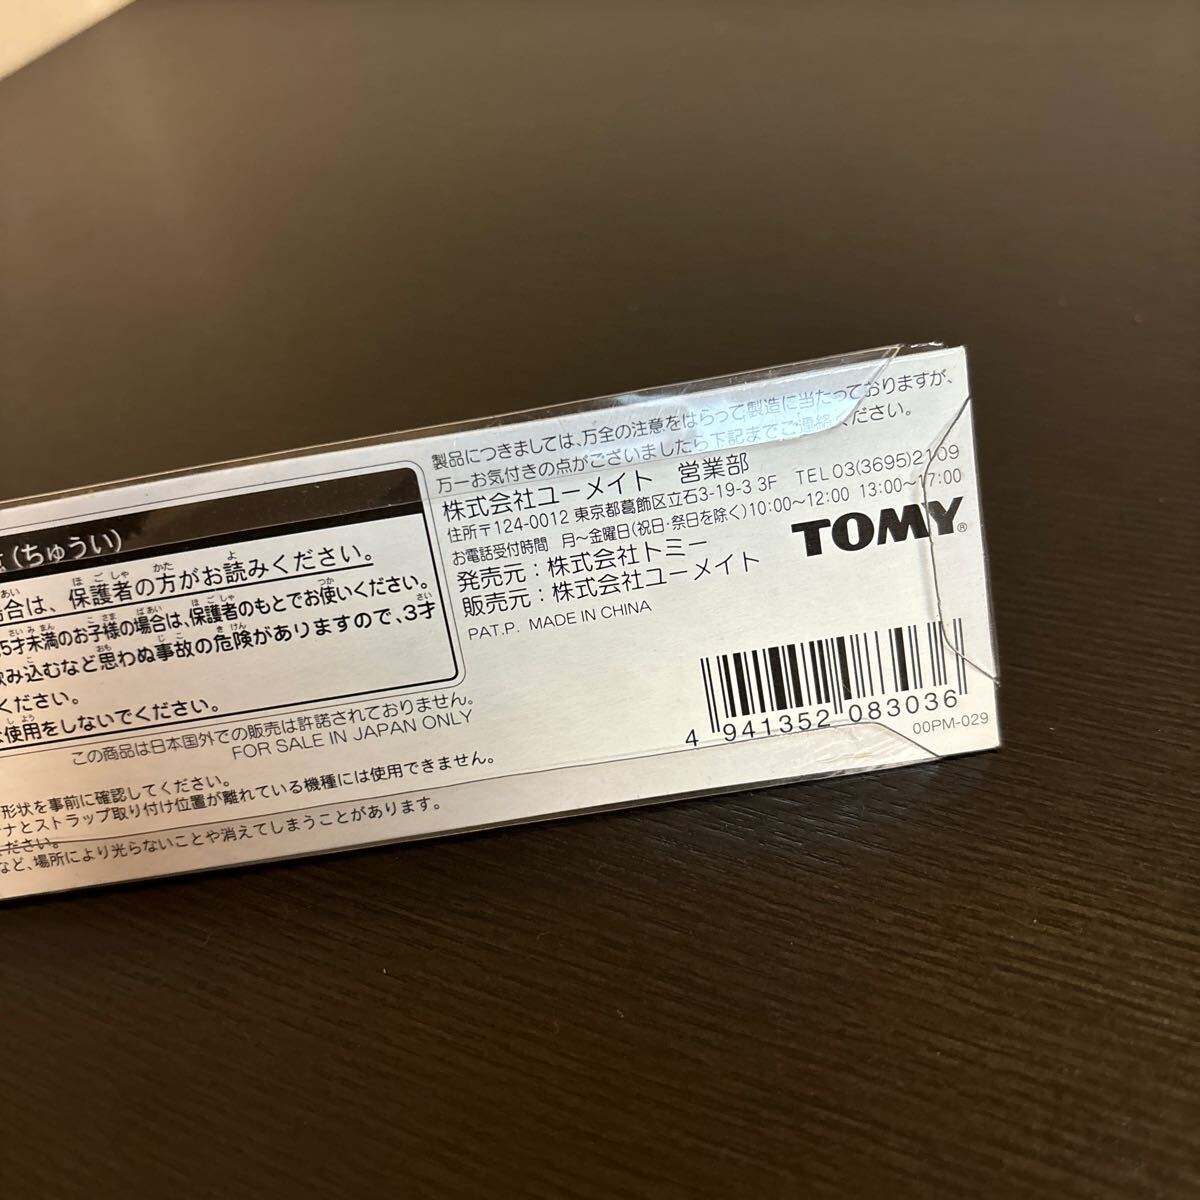 製品につきましては、万全の注意をはらって製造に当たっておりますが、
万一お気付きの点がございましたら下記までご連絡ください。
株式会社ユーメイト 営業部 TEL 03(3695)2109
住所〒124-0012 東京都葛飾区立石3-19-3 3F
お電話受付時間 月〜金曜日(祝日・祭日を除く)10:00〜12:00 13:00〜17:00
発売元：株式会社トミー
販売元：株式会社ユーメイト
TOMY®
PAT.P. MADE IN CHINA
4 941352 083036
00PM-029
(ちゅうい)
合は、保護者の方がお読みください。
5才未満のお子様の場合は、保護者のもとでお使いください。
飲み込むなど思わぬ事故の危険がありますので、3才
ください。
使用をしないでください。
この商品は日本国外での販売は許諾されておりません。
FOR SALE IN JAPAN ONLY
形状を事前に確認してください。
ナとストラップ取り付け位置が離れている機種には使用できません。
ください。
など、場所により光らないことや消えてしまうことがあります。